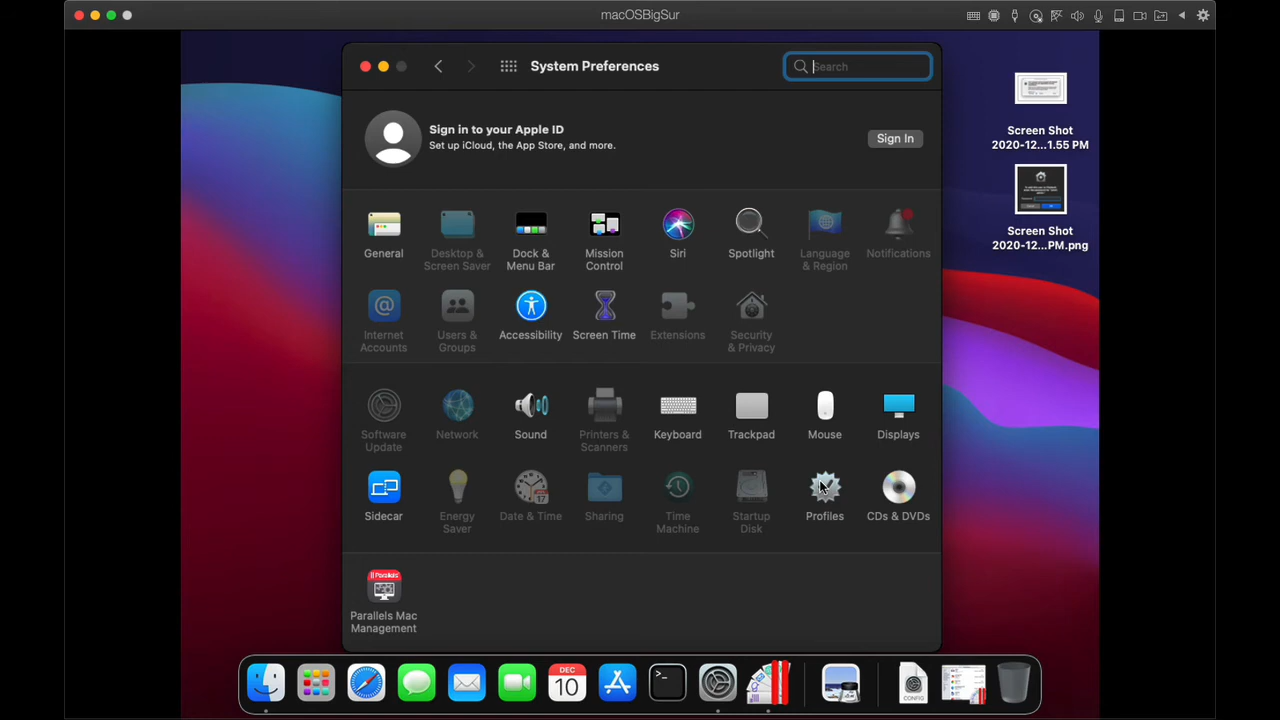 macOSBigSur
System Preferences
Search
Sign in to your Apple ID
Set up iCloud, the App Store, and more.
Sign In
Screen Shot
2020-12...1.55 PM
Screen Shot
2020-12...PM.png
General
Desktop &
Screen Saver
Dock &
Menu Bar
Mission
Control
Siri
Spotlight
Language
& Region
Notifications
Internet
Accounts
Users &
Groups
Accessibility
Screen Time
Extensions
Security
& Privacy
Software
Update
Network
Sound
Printers &
Scanners
Keyboard
Trackpad
Mouse
Displays
Sidecar
Energy
Saver
17
Date & Time
Sharing
Time
Machine
Startup
Disk
Profiles
CDs & DVDs
Parallels
Parallels Mac
Management
DEC
10
>_
CONFIG